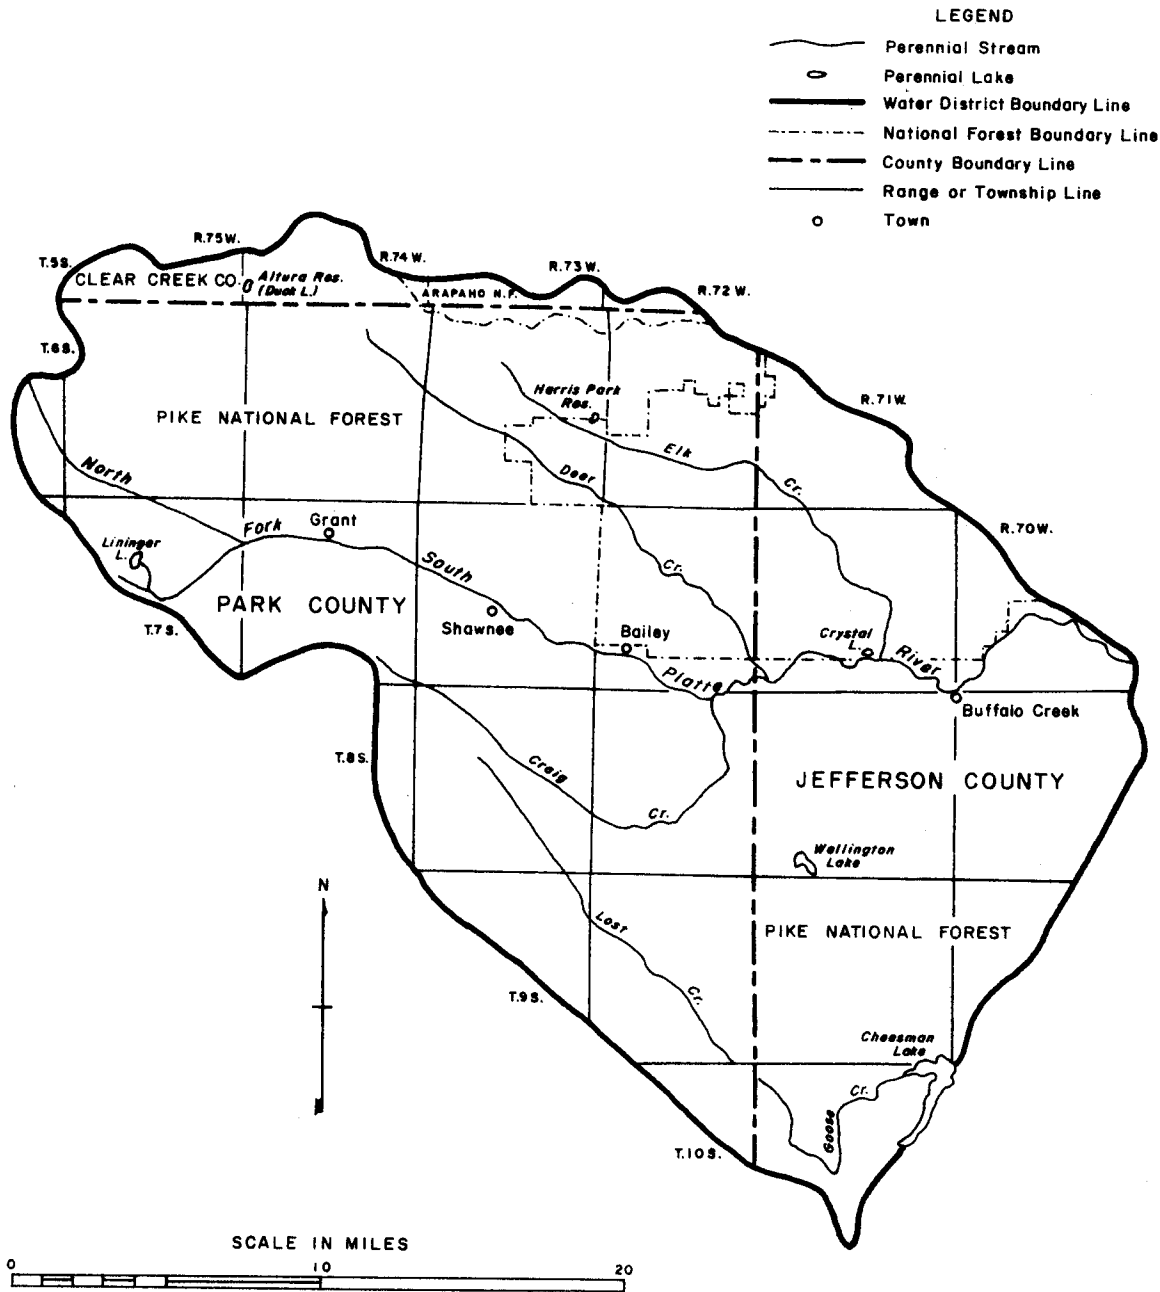 LEGEND
Perennial Stream
Perennial Lake
Water District Boundary Line
National Forest Boundary Line
County Boundary Line
Range or Township Line
Town
R.75W.
R.74W.
R.73W.
R.72W.
T.5S.
CLEAR CREEK CO.
Altura Res.
(Duck L.)
ARAPAHO N.F.
T.6S.
Harris Park
Res.
R.71W.
PIKE NATIONAL FOREST
Elk
Cr.
North
Deer
Cr.
Fork
Grant
R.70W.
Lininger
L.
South
PARK COUNTY
Shawnee
T.7S.
Bailey
Crystal
L.
River
Platte
Buffalo Creek
T.8S.
Craig
Cr.
JEFFERSON COUNTY
Wellington
Lake
N
Lost
Cr.
PIKE NATIONAL FOREST
T.9S.
Cheesman
Lake
Cr.
Goose
T.10S.
SCALE IN MILES
0
10
20